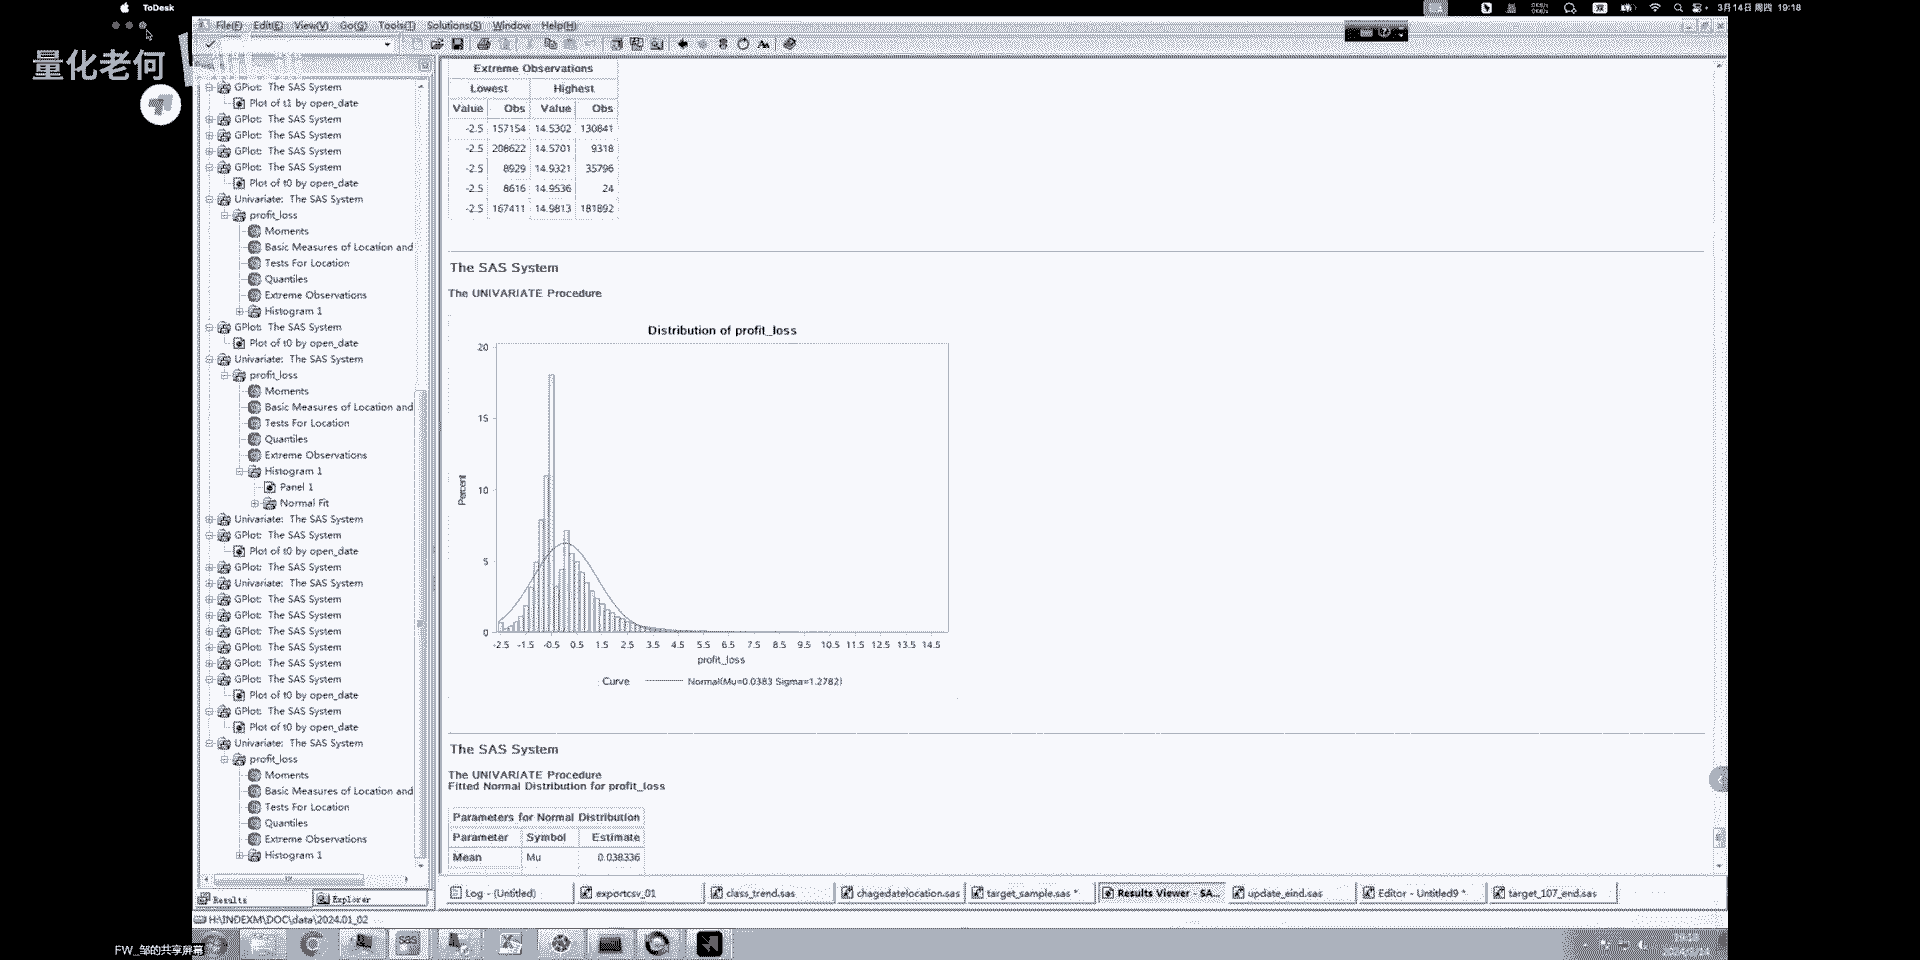 ToDesk
3月14日 周四 19:18
File(F) Edit(E) View(V) Go(G) Tools(T) Solutions(S) Window Help(H)
量化老何
GPlot: The SAS System
Plot of t1 by open_date
GPlot: The SAS System
GPlot: The SAS System
GPlot: The SAS System
GPlot: The SAS System
Plot of t0 by open_date
Univariate: The SAS System
profit_loss
Moments
Basic Measures of Location and
Tests For Location
Quantiles
Extreme Observations
Histogram 1
GPlot: The SAS System
Plot of t0 by open_date
Univariate: The SAS System
profit_loss
Moments
Basic Measures of Location and
Tests For Location
Quantiles
Extreme Observations
Histogram 1
Panel 1
Normal Fit
Univariate: The SAS System
GPlot: The SAS System
Plot of t0 by open_date
GPlot: The SAS System
Univariate: The SAS System
GPlot: The SAS System
GPlot: The SAS System
GPlot: The SAS System
GPlot: The SAS System
GPlot: The SAS System
GPlot: The SAS System
Plot of t0 by open_date
GPlot: The SAS System
Plot of t0 by open_date
Univariate: The SAS System
profit_loss
Moments
Basic Measures of Location and
Tests For Location
Quantiles
Extreme Observations
Histogram 1
Results Explorer
Extreme Observations
Lowest Highest
Value Obs Value Obs
-2.5 157154 14.5302 130841
-2.5 208622 14.5701 9318
-2.5 8929 14.9321 35796
-2.5 8616 14.9536 24
-2.5 167411 14.9813 181892
The SAS System
The UNIVARIATE Procedure
Distribution of profit_loss
20
15
10
5
0
Percent
-2.5 -1.5 -0.5 0.5 1.5 2.5 3.5 4.5 5.5 6.5 7.5 8.5 9.5 10.5 11.5 12.5 13.5 14.5
profit_loss
Curve Normal(Mu=0.0383 Sigma=1.2782)
The SAS System
The UNIVARIATE Procedure
Fitted Normal Distribution for profit_loss
Parameters for Normal Distribution
Parameter Symbol Estimate
Mean Mu 0.038336
Log - (Untitled) exportcsv_01 class_trend.sas chagedatelocation.sas target_sample.sas * Results Viewer - SA... update_eind.sas Editor - Untitled9 * target_107_end.sas
H:\INDEXM\DOC\data\2024.01_02
FW_邹的共享屏幕